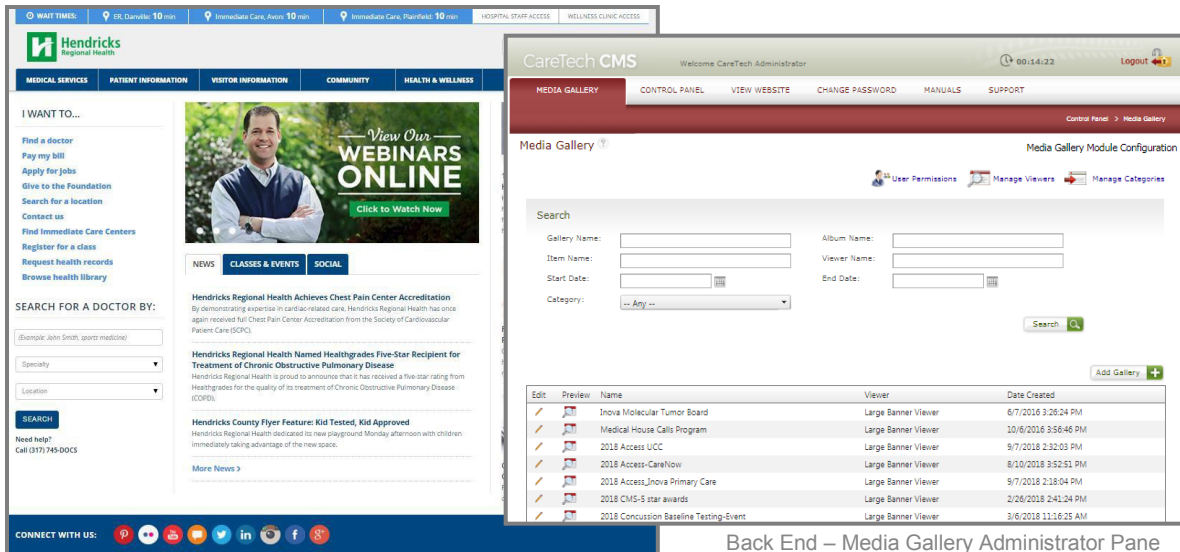 WAIT TIMES: ER, Danville: 10 min Immediate Care, Avon: 10 min Immediate Care, Plainfield: 10 min HOSPITAL STAFF ACCESS WELLNESS CLINIC ACCESS
Hendricks
Regional Health
MEDICAL SERVICES PATIENT INFORMATION VISITOR INFORMATION COMMUNITY HEALTH & WELLNESS
I WANT TO...
Find a doctor
Pay my bill
Apply for jobs
Give to the Foundation
Search for a location
Contact us
Find Immediate Care Centers
Register for a class
Request health records
Browse health library
SEARCH FOR A DOCTOR BY:
(Example: John Smith, sports medicine)
Specialty
Location
SEARCH
Need help?
Call (317) 745-DOCS
View Our
WEBINARS
ONLINE
Click to Watch Now
NEWS CLASSES & EVENTS SOCIAL
Hendricks Regional Health Achieves Chest Pain Center Accreditation
By demonstrating expertise in cardiac-related care, Hendricks Regional Health has once
again received full Chest Pain Center Accreditation from the Society of Cardiovascular
Patient Care (SCPC).
Hendricks Regional Health Named Healthgrades Five-Star Recipient for
Treatment of Chronic Obstructive Pulmonary Disease
Hendricks Regional Health is proud to announce that it has received a five-star rating from
Healthgrades for the quality of its treatment of Chronic Obstructive Pulmonary Disease
(COPD).
Hendricks County Flyer Feature: Kid Tested, Kid Approved
Hendricks Regional Health dedicated its new playground Monday afternoon with children
immediately taking advantage of the new space.
More News >
CONNECT WITH US:
CareTech CMS Welcome CareTech Administrator 00:14:22 Logout
MEDIA GALLERY CONTROL PANEL VIEW WEBSITE CHANGE PASSWORD MANUALS SUPPORT
Control Panel > Media Gallery
Media Gallery Media Gallery Module Configuration
User Permissions Manage Viewers Manage Categories
Search
Gallery Name: Album Name:
Item Name: Viewer Name:
Start Date: End Date:
Category: -- Any --
Search
Add Gallery
Edit Preview Name Viewer Date Created
Inova Molecular Tumor Board Large Banner Viewer 6/7/2016 3:26:24 PM
Medical House Calls Program Large Banner Viewer 10/6/2016 3:56:46 PM
2018 Access UCC Large Banner Viewer 9/7/2018 2:32:03 PM
2018 Access-CareNow Large Banner Viewer 8/10/2018 3:52:51 PM
2018 Access_Inova Primary Care Large Banner Viewer 9/7/2018 2:18:04 PM
2018 CMS-5 star awards Large Banner Viewer 2/26/2018 2:41:24 PM
2018 Concussion Baseline Testing-Event Large Banner Viewer 3/6/2018 11:16:25 AM
Back End – Media Gallery Administrator Pane